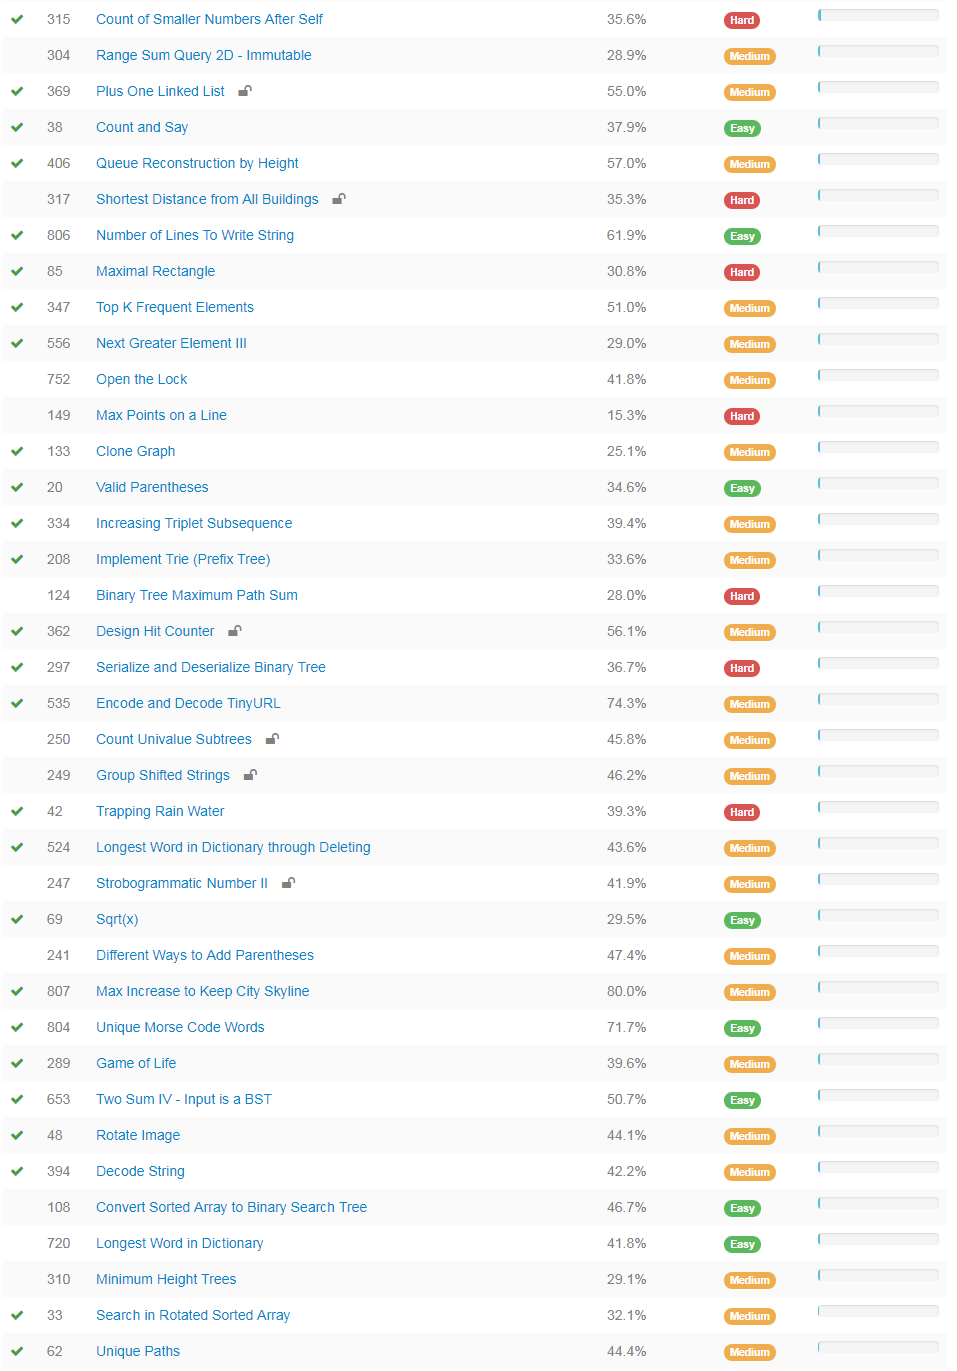 315 Count of Smaller Numbers After Self 35.6% Hard
304 Range Sum Query 2D - Immutable 28.9% Medium
369 Plus One Linked List 55.0% Medium
38 Count and Say 37.9% Easy
406 Queue Reconstruction by Height 57.0% Medium
317 Shortest Distance from All Buildings 35.3% Hard
806 Number of Lines To Write String 61.9% Easy
85 Maximal Rectangle 30.8% Hard
347 Top K Frequent Elements 51.0% Medium
556 Next Greater Element III 29.0% Medium
752 Open the Lock 41.8% Medium
149 Max Points on a Line 15.3% Hard
133 Clone Graph 25.1% Medium
20 Valid Parentheses 34.6% Easy
334 Increasing Triplet Subsequence 39.4% Medium
208 Implement Trie (Prefix Tree) 33.6% Medium
124 Binary Tree Maximum Path Sum 28.0% Hard
362 Design Hit Counter 56.1% Medium
297 Serialize and Deserialize Binary Tree 36.7% Hard
535 Encode and Decode TinyURL 74.3% Medium
250 Count Univalue Subtrees 45.8% Medium
249 Group Shifted Strings 46.2% Medium
42 Trapping Rain Water 39.3% Hard
524 Longest Word in Dictionary through Deleting 43.6% Medium
247 Strobogrammatic Number II 41.9% Medium
69 Sqrt(x) 29.5% Easy
241 Different Ways to Add Parentheses 47.4% Medium
807 Max Increase to Keep City Skyline 80.0% Medium
804 Unique Morse Code Words 71.7% Easy
289 Game of Life 39.6% Medium
653 Two Sum IV - Input is a BST 50.7% Easy
48 Rotate Image 44.1% Medium
394 Decode String 42.2% Medium
108 Convert Sorted Array to Binary Search Tree 46.7% Easy
720 Longest Word in Dictionary 41.8% Easy
310 Minimum Height Trees 29.1% Medium
33 Search in Rotated Sorted Array 32.1% Medium
62 Unique Paths 44.4% Medium